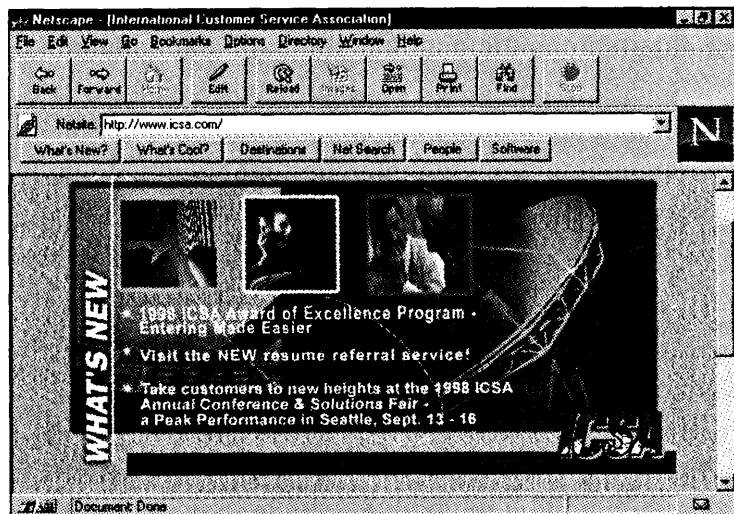 Netscape - [International Customer Service Association]
File Edit View Go Bookmarks Options Directory Window Help
Back Forward Home Edit Reload Images Open Print Find Stop
Netsite: http://www.icsa.com/
What's New? What's Cool? Destinations Net Search People Software
N
WHAT'S NEW
* 1998 ICSA Award of Excellence Program -
Entering Made Easier
* Visit the NEW resume referral service!
* Take customers to new heights at the 1998 ICSA
Annual Conference & Solutions Fair -
a Peak Performance in Seattle, Sept. 13 - 16
ICSA
Document: Done